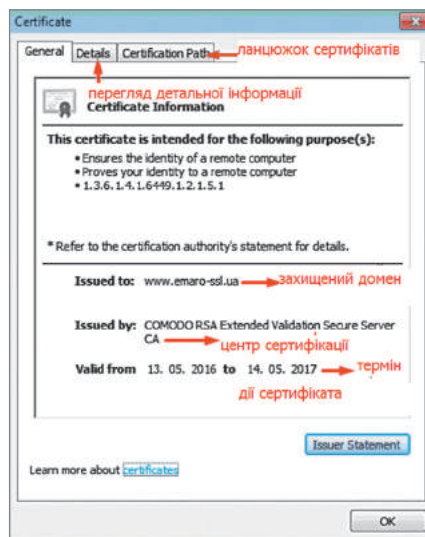 Certificate
General Details Certification Path ланцюжок сертифікатів
перегляд детальної інформації
Certificate Information
This certificate is intended for the following purpose(s):
• Ensures the identity of a remote computer
• Proves your identity to a remote computer
• 1.3.6.1.4.1.6449.1.2.1.5.1
* Refer to the certification authority's statement for details.
Issued to: www.emaro-ssl.ua захищений домен
Issued by: COMODO RSA Extended Validation Secure Server
CA центр сертифікації
Valid from 13. 05. 2016 to 14. 05. 2017 термін
дії сертифіката
Issuer Statement
Learn more about certificates
OK